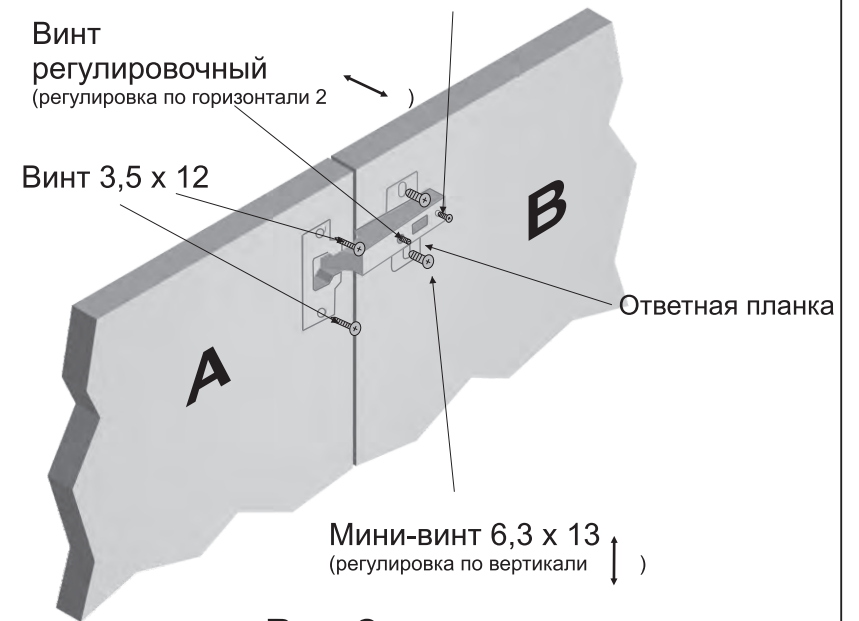 Винт
регулировочный
(регулировка по горизонтали 2 )
Винт 3,5 x 12
B
Ответная планка
A
Мини-винт 6,3 x 13
(регулировка по вертикали )